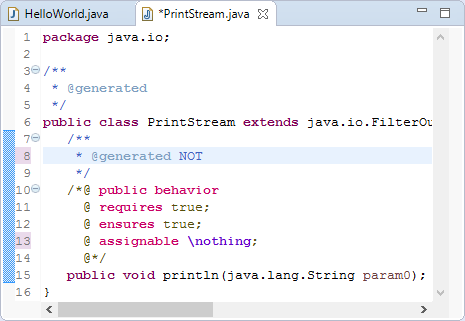 HelloWorld.java
*PrintStream.java
1 package java.io;
2
3 /**
4 * @generated
5 */
6 public class PrintStream extends java.io.FilterOu
7 /**
8 * @generated NOT
9 */
10 /*@ public behavior
11 @ requires true;
12 @ ensures true;
13 @ assignable \nothing;
14 @*/
15 public void println(java.lang.String param0);
16 }